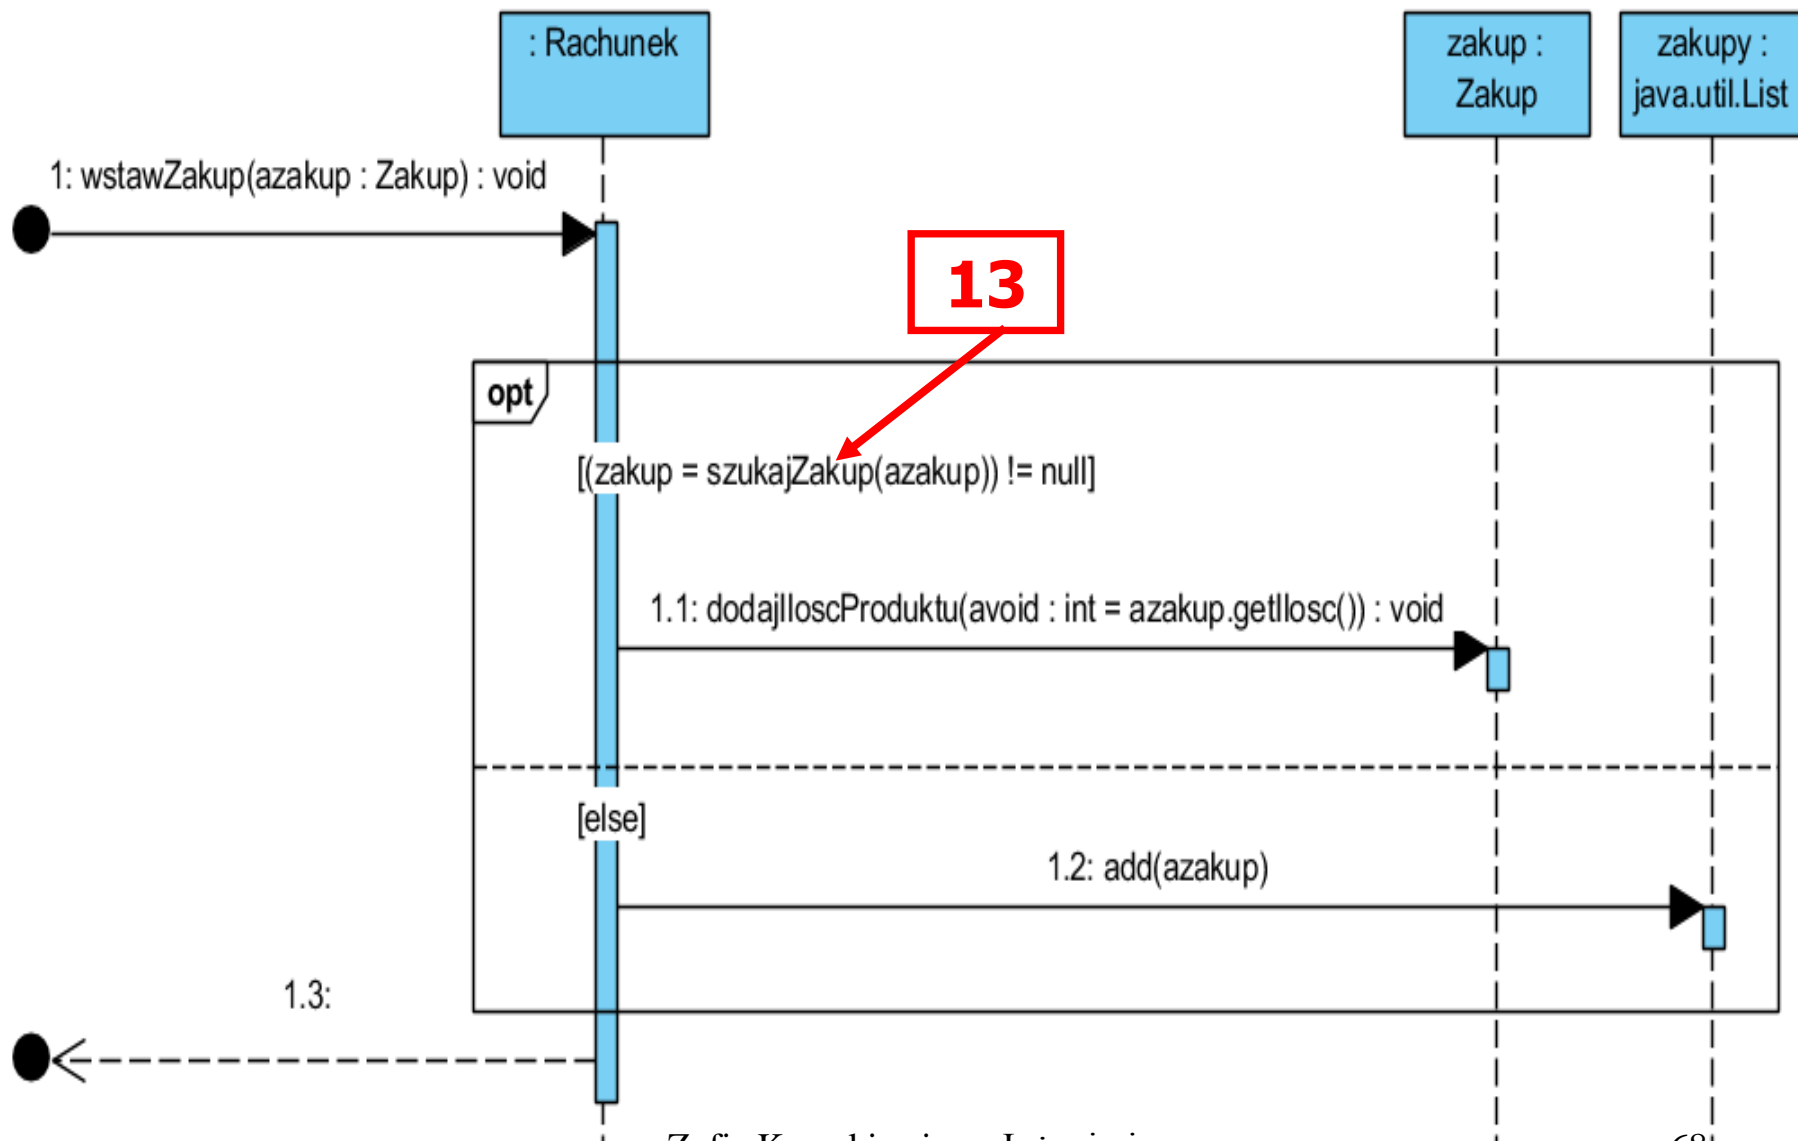 : Rachunek
zakup :
Zakup
zakupy :
java.util.List
1: wstawZakup(azakup : Zakup) : void
13
opt
[(zakup = szukajZakup(azakup)) != null]
1.1: dodajIloscProduktu(avoid : int = azakup.getIlosc()) : void
[else]
1.2: add(azakup)
1.3:
68